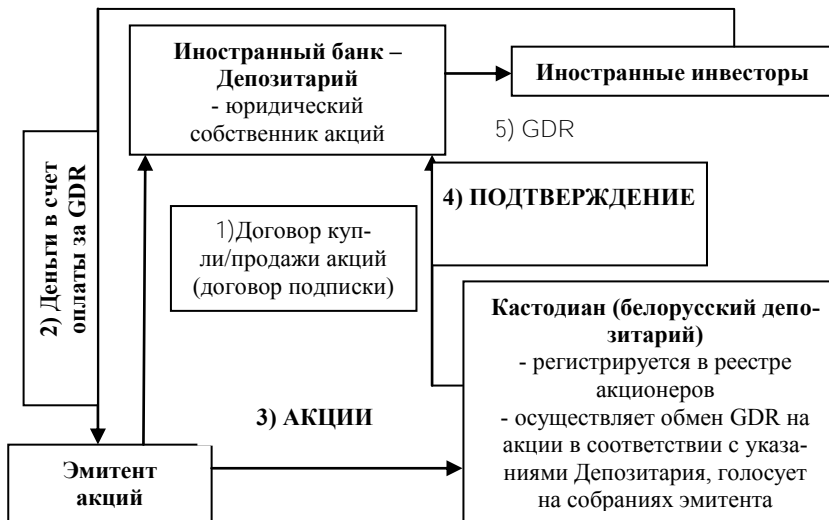 Иностранный банк –
Депозитарий
- юридический
собственник акций
Иностранные инвесторы
5) GDR
2) Деньги в счет
оплаты за GDR
4) ПОДТВЕРЖДЕНИЕ
1)Договор куп-
ли/продажи акций
(договор подписки)
Кастодиан (белорусский депо-
зитарий)
- регистрируется в реестре
акционеров
- осуществляет обмен GDR на
акции в соответствии с указа-
ниями Депозитария, голосует
на собраниях эмитента
3) АКЦИИ
Эмитент
акций